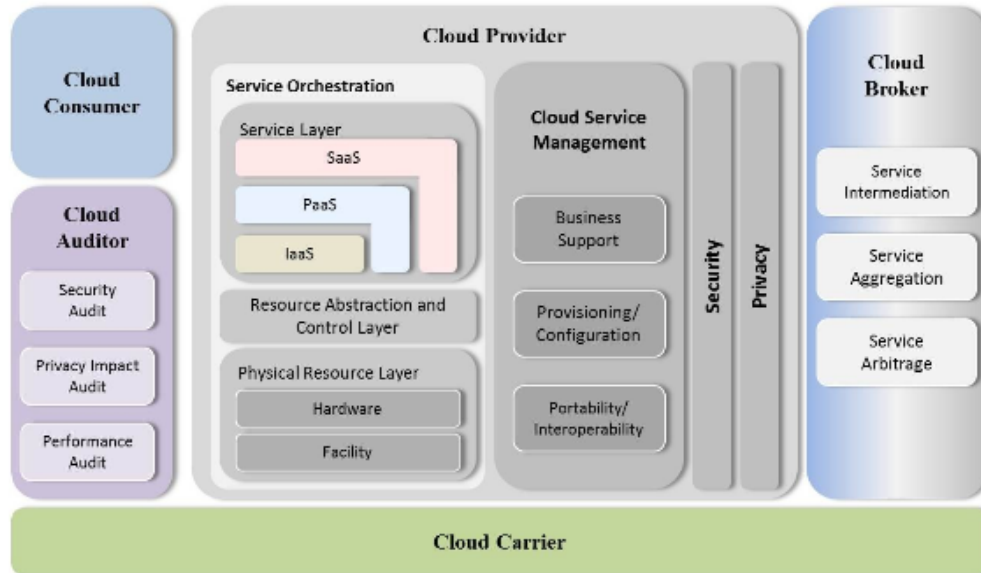 Cloud
Consumer
Cloud
Auditor
Security
Audit
Privacy Impact
Audit
Performance
Audit
Cloud Provider
Service Orchestration
Service Layer
SaaS
PaaS
IaaS
Resource Abstraction and
Control Layer
Physical Resource Layer
Hardware
Facility
Cloud Service
Management
Business
Support
Provisioning/
Configuration
Portability/
Interoperability
Security
Privacy
Cloud
Broker
Service
Intermediation
Service
Aggregation
Service
Arbitrage
Cloud Carrier